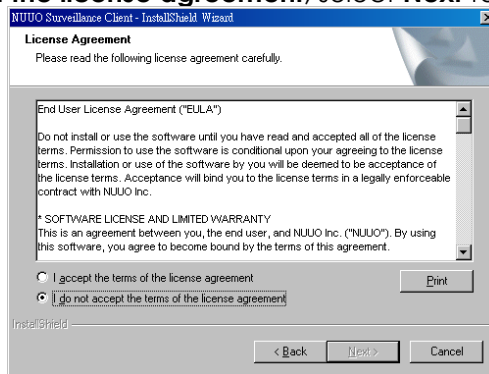 the license agreement, select Next
NUUO Surveillance Client - InstallShield Wizard
License Agreement
Please read the following license agreement carefully.
End User License Agreement ("EULA")
Do not install or use the software until you have read and accepted all of the license
terms. Permission to use the software is conditional upon your agreeing to the license
terms. Installation or use of the software by you will be deemed to be acceptance of
the license terms. Acceptance will bind you to the license terms in a legally enforceable
contract with NUUO Inc.
* SOFTWARE LICENSE AND LIMITED WARRANTY
This is an agreement between you, the end user, and NUUO Inc. ("NUUO"). By using
this software, you agree to become bound by the terms of this agreement.
I accept the terms of the license agreement
I do not accept the terms of the license agreement
Print
InstallShield
< Back Next > Cancel